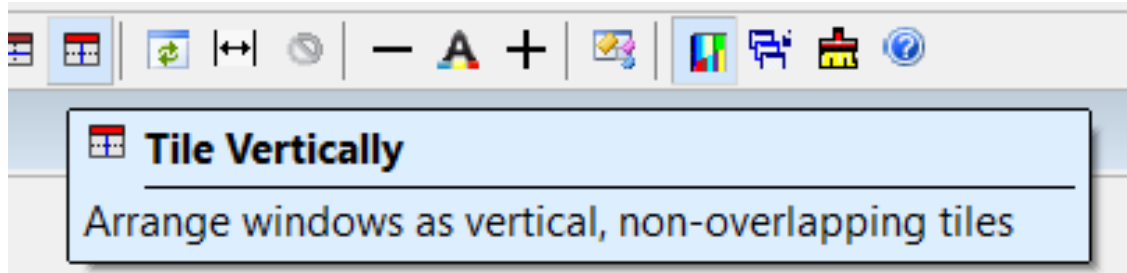 Tile Vertically
Arrange windows as vertical, non-overlapping tiles